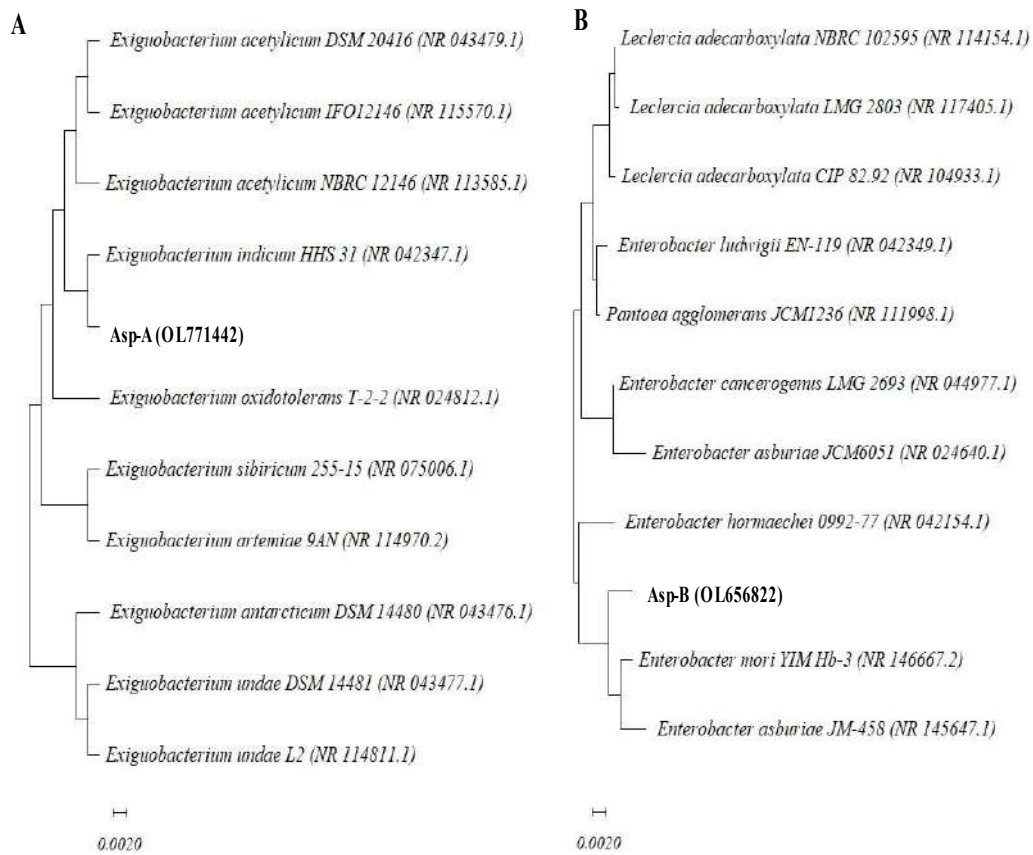 A
Exiguobacterium acetylicum DSM 20416 (NR 043479.1)
Exiguobacterium acetylicum IFO12146 (NR 115570.1)
Exiguobacterium acetylicum NBRC 12146 (NR 113585.1)
Exiguobacterium indicum HHS 31 (NR 042347.1)
Asp-A (OL771442)
Exiguobacterium oxidotolerans T-2-2 (NR 024812.1)
Exiguobacterium sibiricum 255-15 (NR 075006.1)
Exiguobacterium artemiae 9AN (NR 114970.2)
Exiguobacterium antarcticum DSM 14480 (NR 043476.1)
Exiguobacterium undae DSM 14481 (NR 043477.1)
Exiguobacterium undae L2 (NR 114811.1)
0.0020
B
Leclercia adecarboxylata NBRC 102595 (NR 114154.1)
Leclercia adecarboxylata LMG 2803 (NR 117405.1)
Leclercia adecarboxylata CIP 82.92 (NR 104933.1)
Enterobacter ludwigii EN-119 (NR 042349.1)
Pantoea agglomerans JCM1236 (NR 111998.1)
Enterobacter cancerogenus LMG 2693 (NR 044977.1)
Enterobacter asburiae JCM6051 (NR 024640.1)
Enterobacter hormaechei 0992-77 (NR 042154.1)
Asp-B (OL656822)
Enterobacter mori YIM Hb-3 (NR 146667.2)
Enterobacter asburiae JM-458 (NR 145647.1)
0.0020